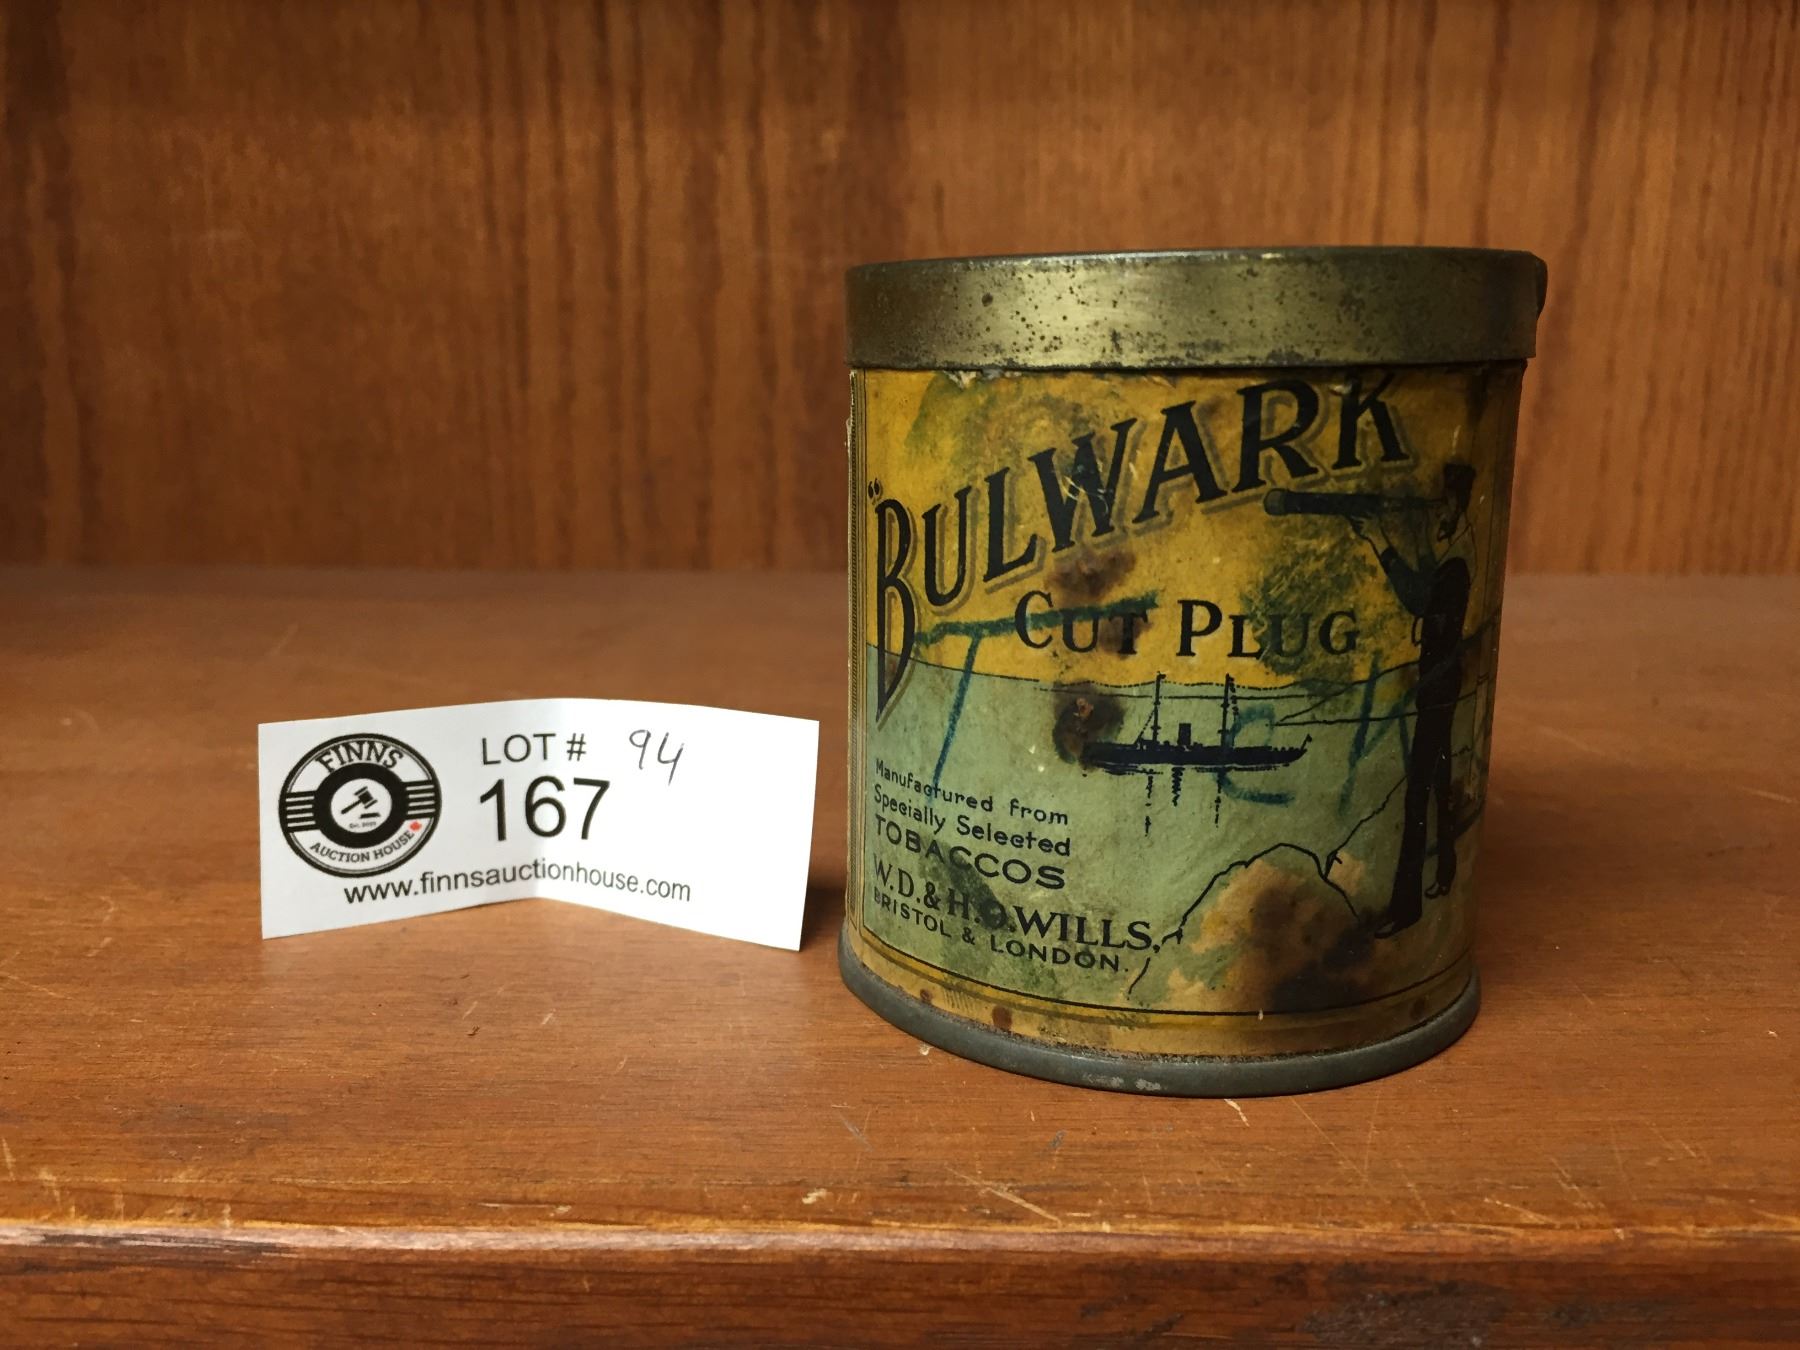 FINNS
AUCTION HOUSE
LOT # 94
167
www.finnsauctionhouse.com
"BULWARK
CUT PLUG
Manufactured from
Specially Selected
TOBACCOS
W.D. & H.O. WILLS,
BRISTOL & LONDON.